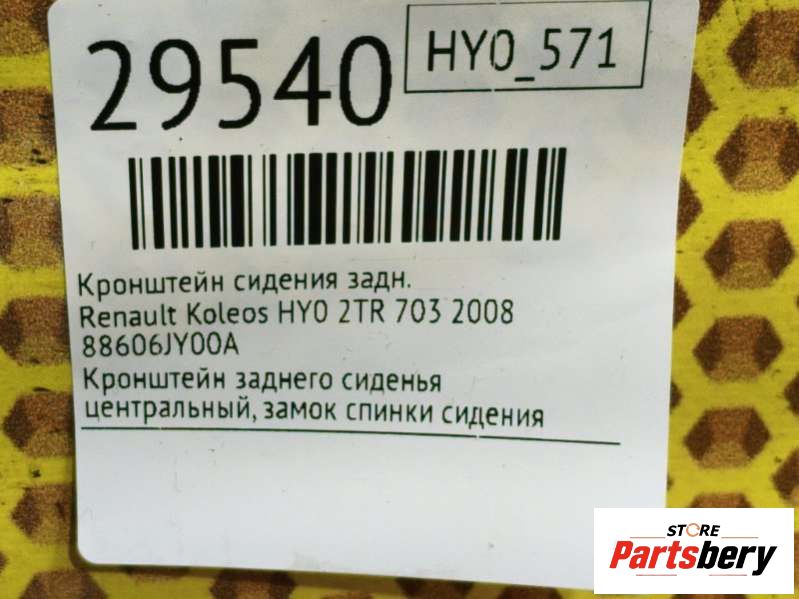 29540
HY0_571
Кронштейн сидения задн.
Renault Koleos HY0 2TR 703 2008
88606JY00A
Кронштейн заднего сиденья
центральный, замок спинки сидения
STORE
Partsbery